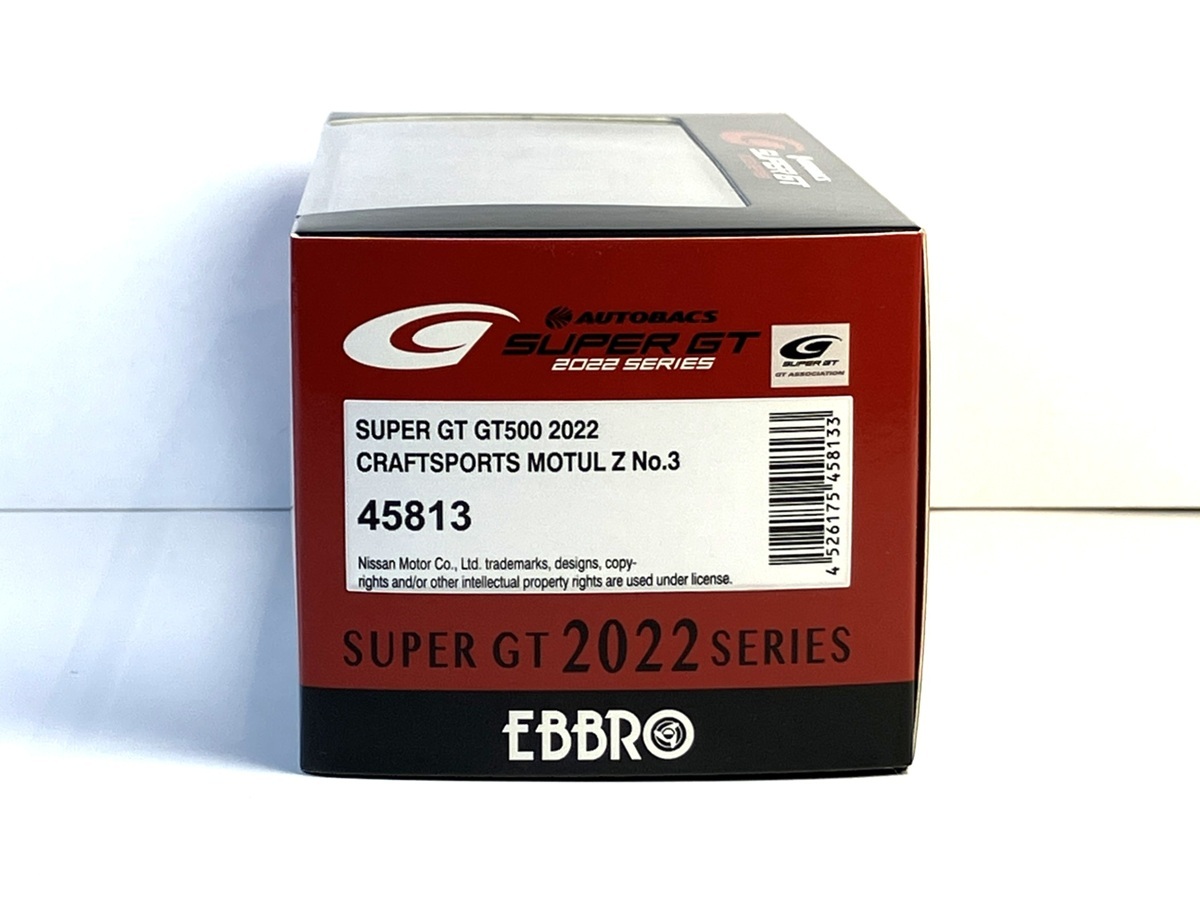 SUPER GT
AUTOBACS
SUPER GT
2022 SERIES
SUPER GT
GT ASSOCIATION
SUPER GT GT500 2022
CRAFTSPORTS MOTUL Z No.3
45813
Nissan Motor Co., Ltd. trademarks, designs, copy-
rights and/or other intellectual property rights are used under license.
4 526175 458133
SUPER GT 2022 SERIES
EBBRO